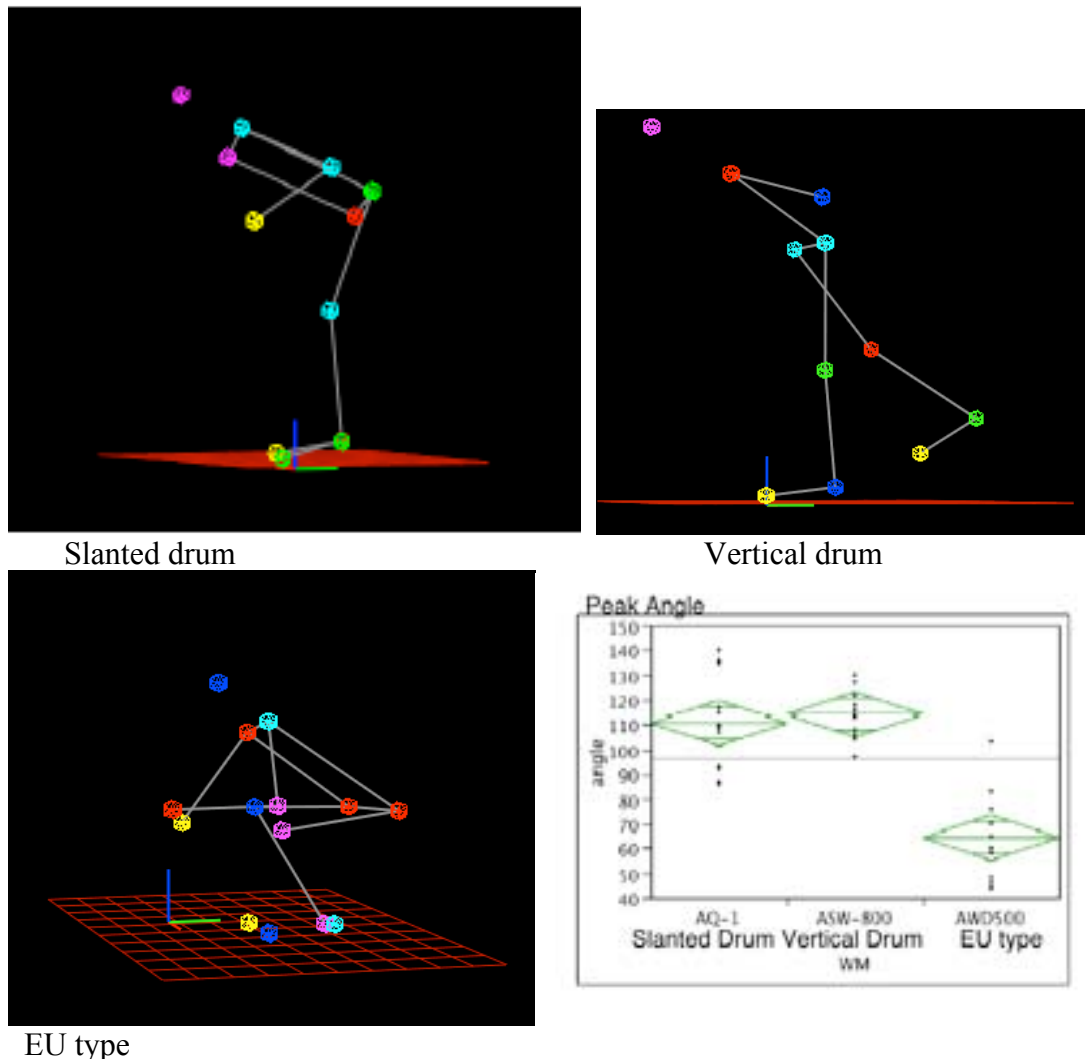 Slanted drum
Vertical drum
EU type
Peak Angle
150
140
130
120
110
100
90
80
70
60
50
40
angle
AQ-1 ASW-800 AWD500
Slanted Drum Vertical Drum EU type
WM